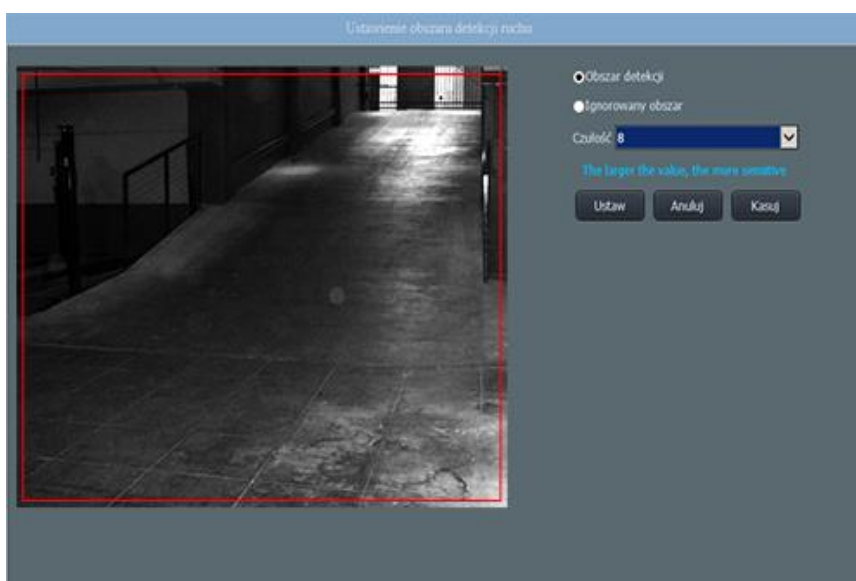 Ustawienie obszaru detekcji ruchu
Obszar detekcji
Ignorowany obszar
Czułość 8
The larger the value, the more sensitive
Ustaw Anuluj Kasuj